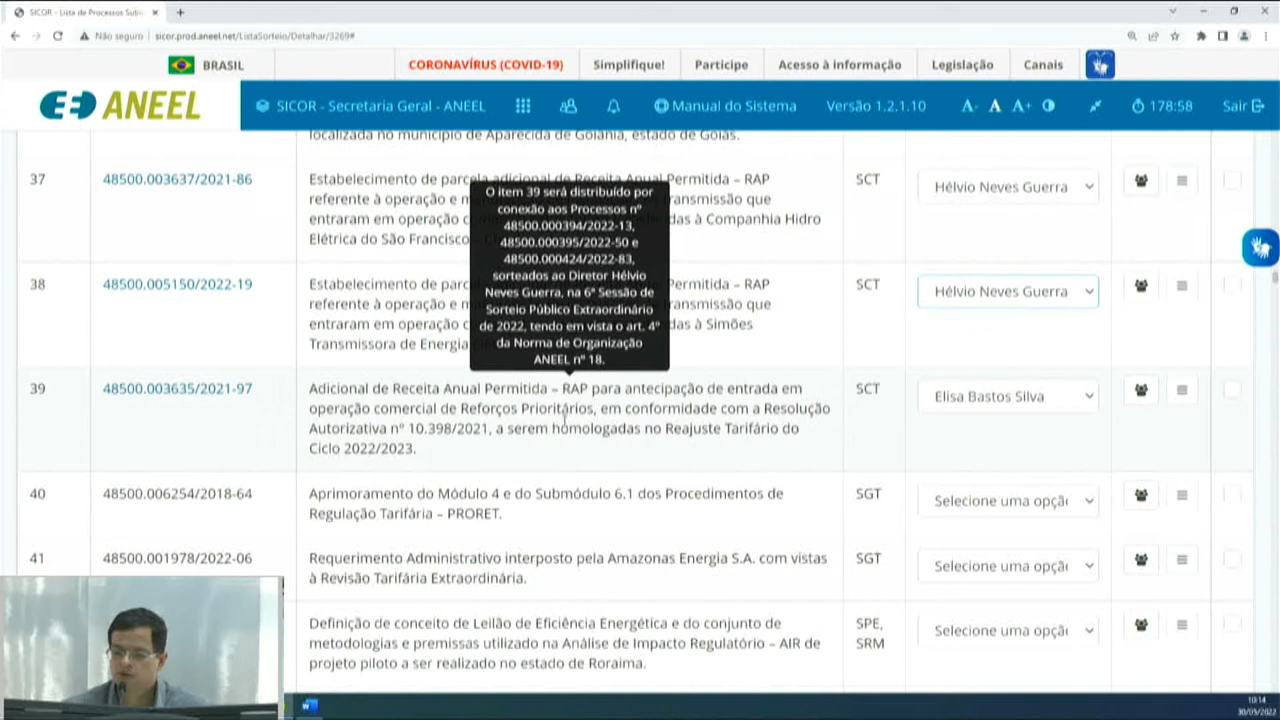 SICOR - Lista de Processos Sub
Não seguro | sicor.prod.aneel.net/ListaSorteio/Detalhar/3269#
BRASIL
CORONAVÍRUS (COVID-19)
Simplifique!
Participe
Acesso à informação
Legislação
Canais
ANEEL
SICOR - Secretaria Geral - ANEEL
Manual do Sistema
Versão 1.2.1.10
A-
A
A+
178:58
Sair
localizada no município de Aparecida de Goiânia, estado de Goiás.
37
48500.003637/2021-86
Estabelecimento de parcela adicional de Receita Anual Permitida – RAP
referente à operação e m ransmissão que
entraram em operação c das à Companhia Hidro
Elétrica do São Francisco
SCT
Hélvio Neves Guerra
O item 39 será distribuído por
conexão aos Processos nº
48500.000394/2022-13,
48500.000395/2022-50 e
48500.000424/2022-83,
sorteados ao Diretor Hélvio
Neves Guerra, na 6ª Sessão de
Sorteio Público Extraordinário
de 2022, tendo em vista o art. 4º
da Norma de Organização
ANEEL nº 18.
38
48500.005150/2022-19
Estabelecimento de parc Permitida – RAP
referente à operação e m ransmissão que
entraram em operação c das à Simões
Transmissora de Energia
SCT
Hélvio Neves Guerra
39
48500.003635/2021-97
Adicional de Receita Anual Permitida – RAP para antecipação de entrada em
operação comercial de Reforços Prioritários, em conformidade com a Resolução
Autorizativa nº 10.398/2021, a serem homologadas no Reajuste Tarifário do
Ciclo 2022/2023.
SCT
Elisa Bastos Silva
40
48500.006254/2018-64
Aprimoramento do Módulo 4 e do Submódulo 6.1 dos Procedimentos de
Regulação Tarifária – PRORET.
SGT
Selecione uma opçã
41
48500.001978/2022-06
Requerimento Administrativo interposto pela Amazonas Energia S.A. com vistas
à Revisão Tarifária Extraordinária.
SGT
Selecione uma opçã
Definição de conceito de Leilão de Eficiência Energética e do conjunto de
metodologias e premissas utilizado na Análise de Impacto Regulatório – AIR de
projeto piloto a ser realizado no estado de Roraima.
SPE,
SRM
Selecione uma opçã
10:14
30/05/2022